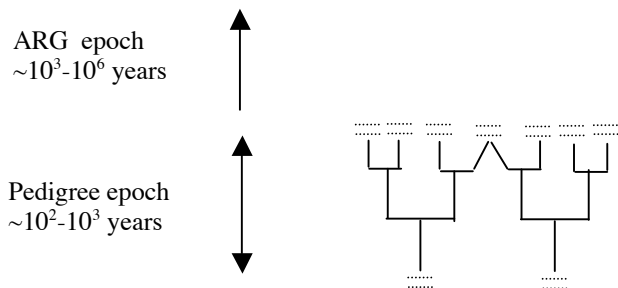 ARG epoch
~10³-10⁶ years
Pedigree epoch
~10²-10³ years